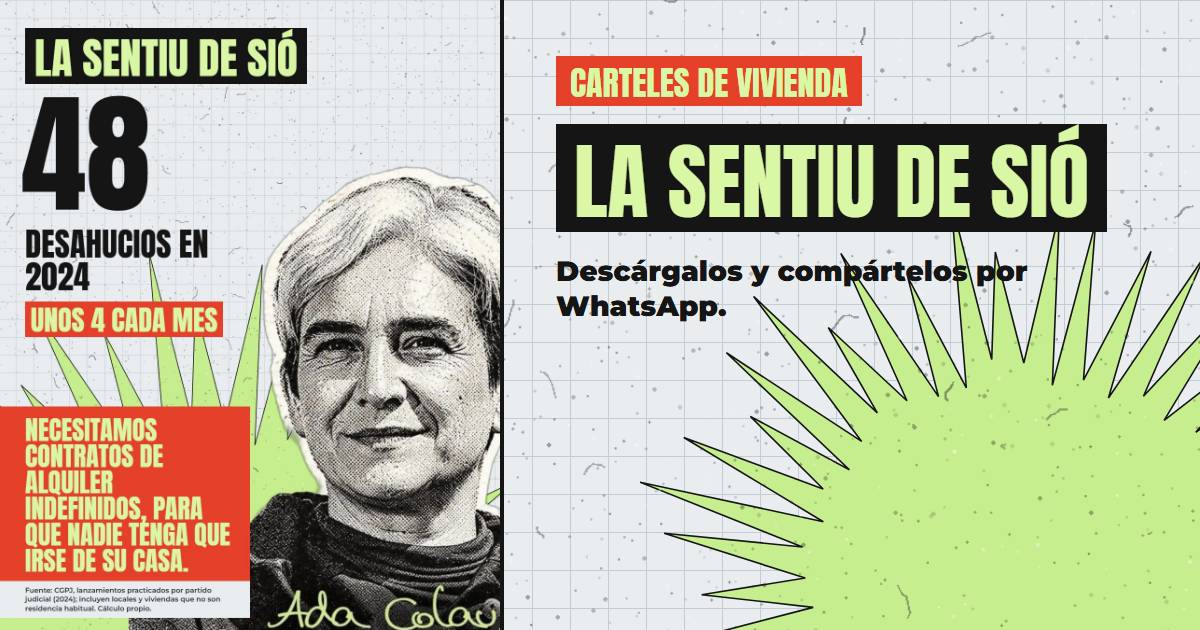 LA SENTIU DE SIÓ
48
DESAHUCIOS EN
2024
UNOS 4 CADA MES
NECESITAMOS
CONTRATOS DE
ALQUILER
INDEFINIDOS, PARA
QUE NADIE TENGA QUE
IRSE DE SU CASA.
Fuente: CGPJ, lanzamientos practicados por partido
judicial (2024); incluyen locales y viviendas que no son
residencia habitual. Cálculo propio.
Ada Colau
CARTELES DE VIVIENDA
LA SENTIU DE SIÓ
Descárgalos y compártelos por
WhatsApp.